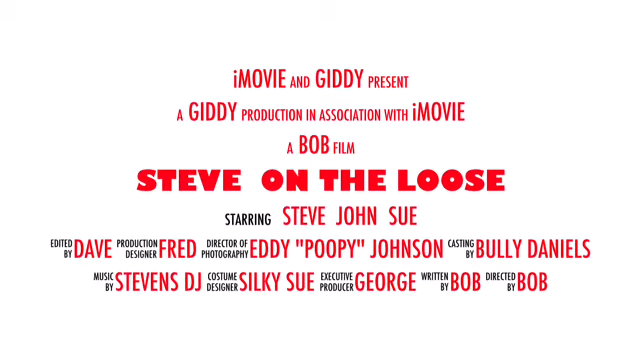 iMOVIE AND GIDDY PRESENT
A GIDDY PRODUCTION IN ASSOCIATION WITH iMOVIE
A BOB FILM
STEVE ON THE LOOSE
STARRING STEVE JOHN SUE
EDITED BY DAVE PRODUCTION DESIGNER FRED DIRECTOR OF PHOTOGRAPHY EDDY "POOPY" JOHNSON CASTING BY BULLY DANIELS
MUSIC BY STEVENS DJ COSTUME DESIGNER SILKY SUE EXECUTIVE PRODUCER GEORGE WRITTEN BY BOB DIRECTED BY BOB